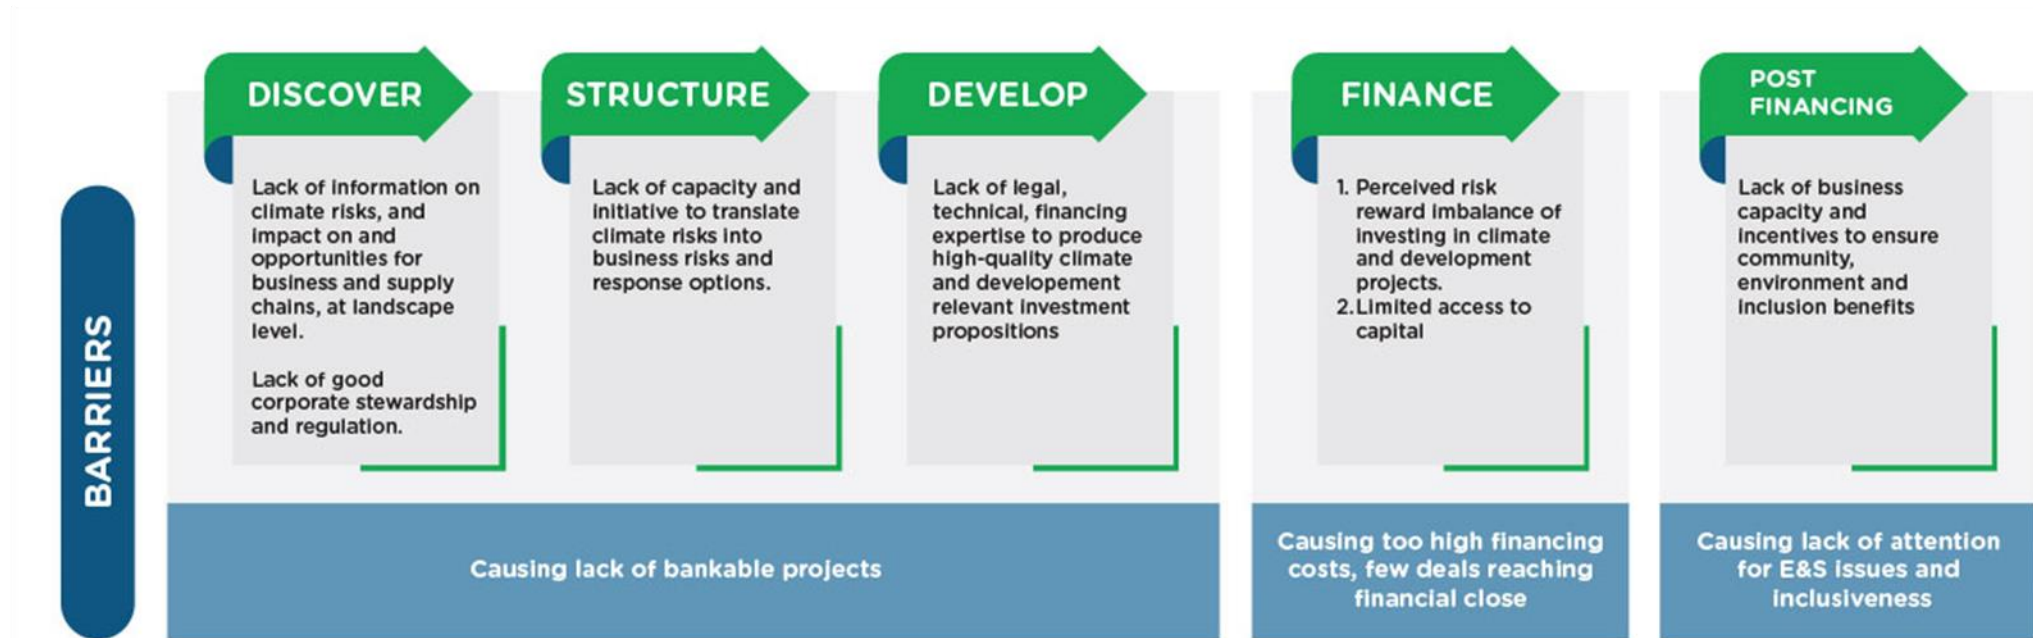 BARRIERS
DISCOVER
Lack of information on
climate risks, and
impact on and
opportunities for
business and supply
chains, at landscape
level.
Lack of good
corporate stewardship
and regulation.
STRUCTURE
Lack of capacity and
initiative to translate
climate risks into
business risks and
response options.
DEVELOP
Lack of legal,
technical, financing
expertise to produce
high-quality climate
and developement
relevant investment
propositions
Causing lack of bankable projects
FINANCE
1. Perceived risk
reward imbalance of
investing in climate
and development
projects.
2.Limited access to
capital
Causing too high financing
costs, few deals reaching
financial close
POST
FINANCING
Lack of business
capacity and
incentives to ensure
community,
environment and
inclusion benefits
Causing lack of attention
for E&S issues and
inclusiveness